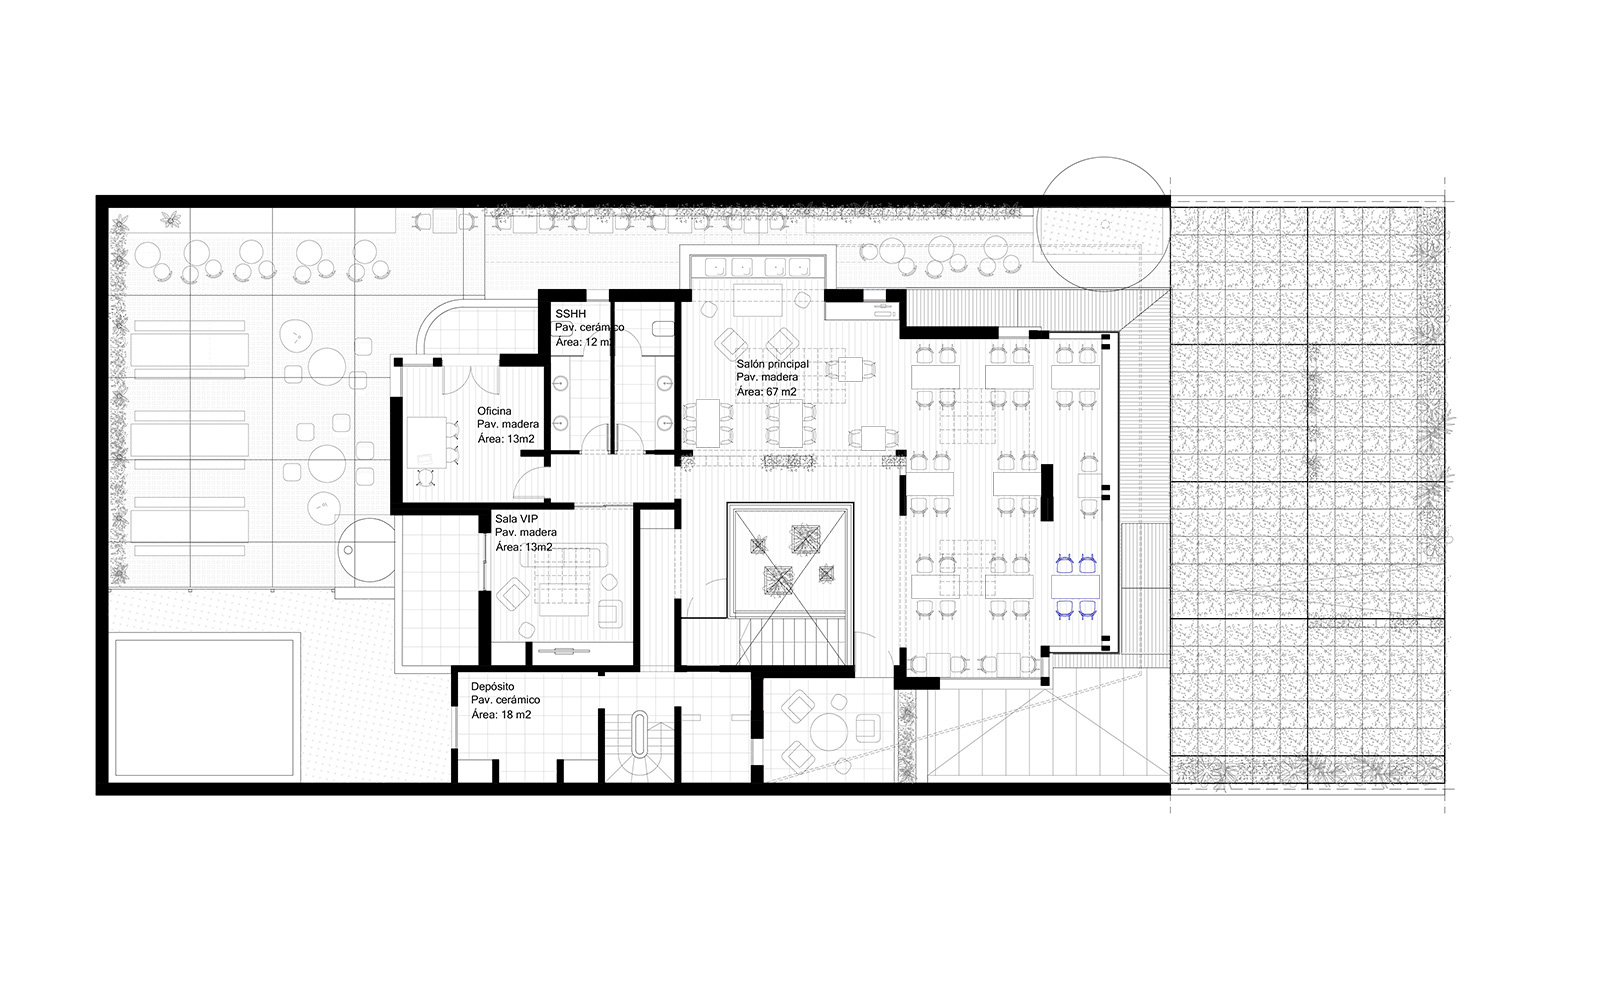 SSHH
Pav. cerámico
Área: 12 m2
Salón principal
Pav. madera
Área: 67 m2
Oficina
Pav. madera
Área: 13m2
Sala VIP
Pav. madera
Área: 13m2
Depósito
Pav. cerámico
Área: 18 m2